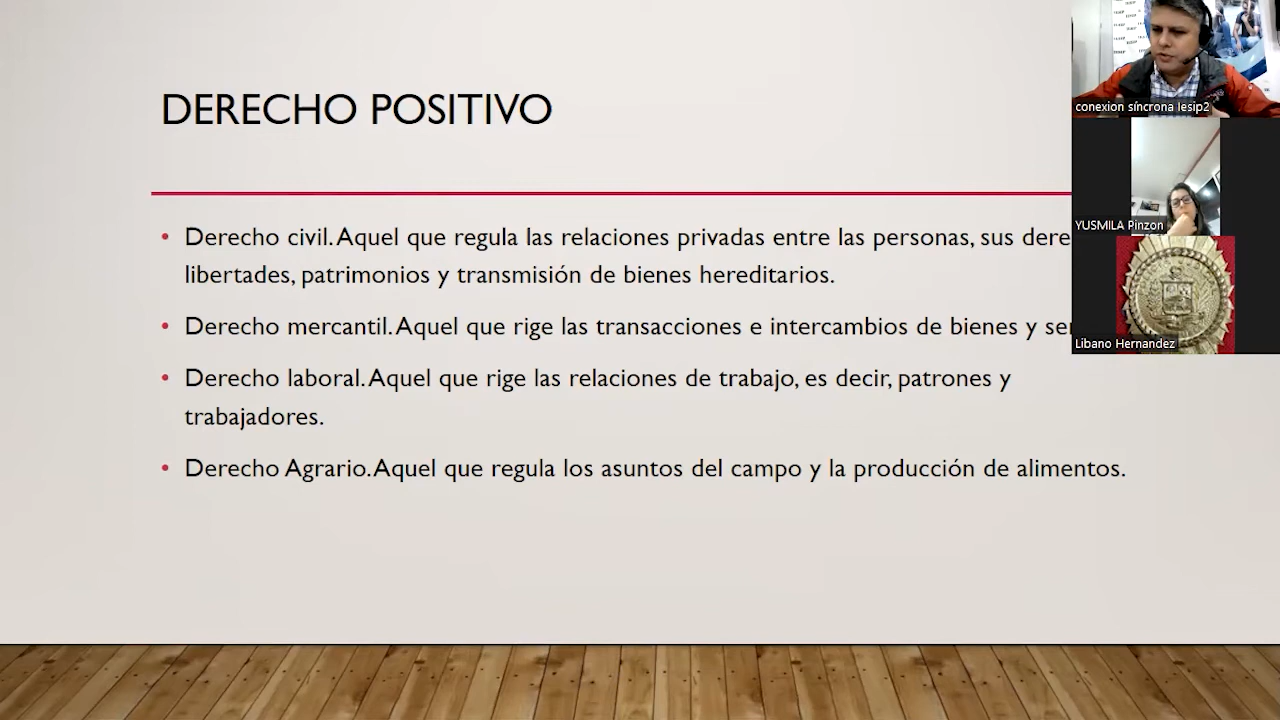 DERECHO POSITIVO
• Derecho civil. Aquel que regula las relaciones privadas entre las personas, sus
libertades, patrimonios y transmisión de bienes hereditarios.
• Derecho mercantil. Aquel que rige las transacciones e intercambios de bienes y
• Derecho laboral. Aquel que rige las relaciones de trabajo, es decir, patrones y
trabajadores.
• Derecho Agrario. Aquel que regula los asuntos del campo y la producción de alimentos.
conexion síncrona Iesip2
YUSMILA Pinzon
Libano Hernandez